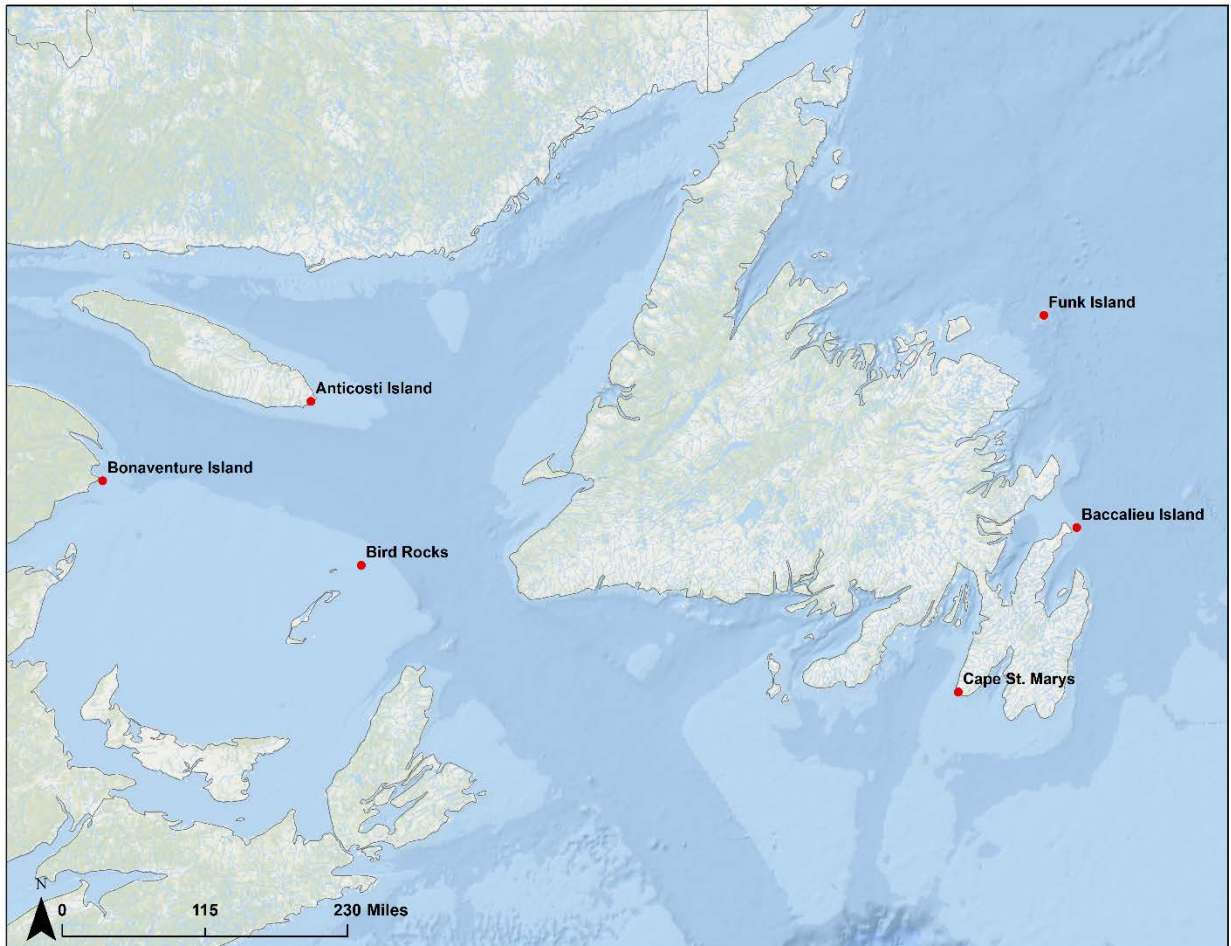 Funk Island
Anticosti Island
Bonaventure Island
Baccalieu Island
Bird Rocks
Cape St. Marys
N
0 115 230 Miles